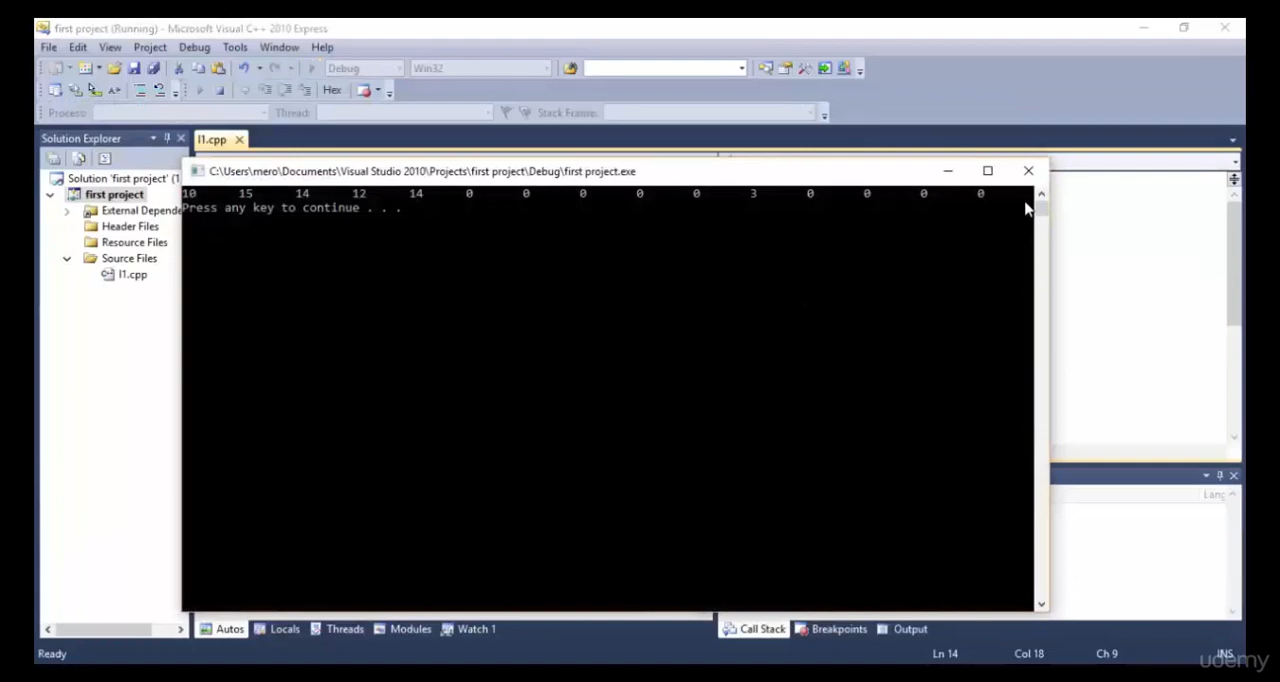 first project (Running) - Microsoft Visual C++ 2010 Express
File Edit View Project Debug Tools Window Help
Debug Win32
Hex
Process: Thread: Stack Frame:
Solution Explorer
l1.cpp
Solution 'first project' (1
first project
External Depende
Header Files
Resource Files
Source Files
l1.cpp
C:\Users\mero\Documents\Visual Studio 2010\Projects\first project\Debug\first project.exe
10 15 14 12 14 0 0 0 0 0 3 0 0 0 0
Press any key to continue . . .
Lang
Autos Locals Threads Modules Watch 1
Call Stack Breakpoints Output
Ready Ln 14 Col 18 Ch 9 INS
udemy